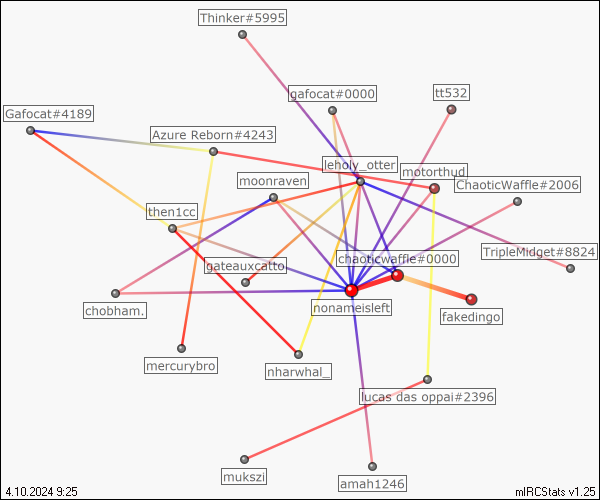 Thinker#5995
gafocat#0000
tt532
Gafocat#4189
Azure Reborn#4243
leholy_otter
motorthud
moonraven
ChaoticWaffle#2006
then1cc
TripleMidget#8824
chaoticwaffle#0000
gateauxcatto
chobham.
nonameisleft
fakedingo
mercurybro
nharwhal_
lucas das oppai#2396
mukszi
amah1246
4.10.2024 9:25
mIRCStats v1.25